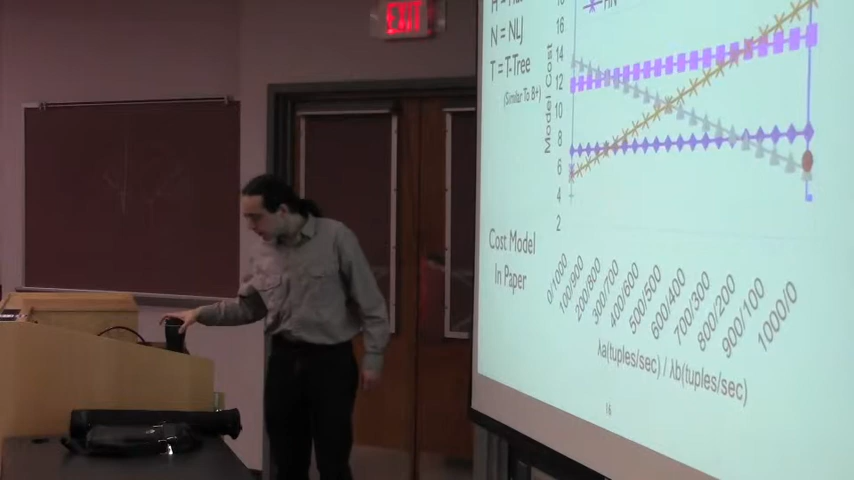 EXIT
N = NLJ
T = T-Tree
(Similar To B+)
Model Cost
16
14
12
10
8
6
4
2
Cost Model
In Paper
0/1000
100/900
200/800
300/700
400/600
500/500
600/400
700/300
800/200
900/100
1000/0
λa(tuples/sec) / λb(tuples/sec)
16